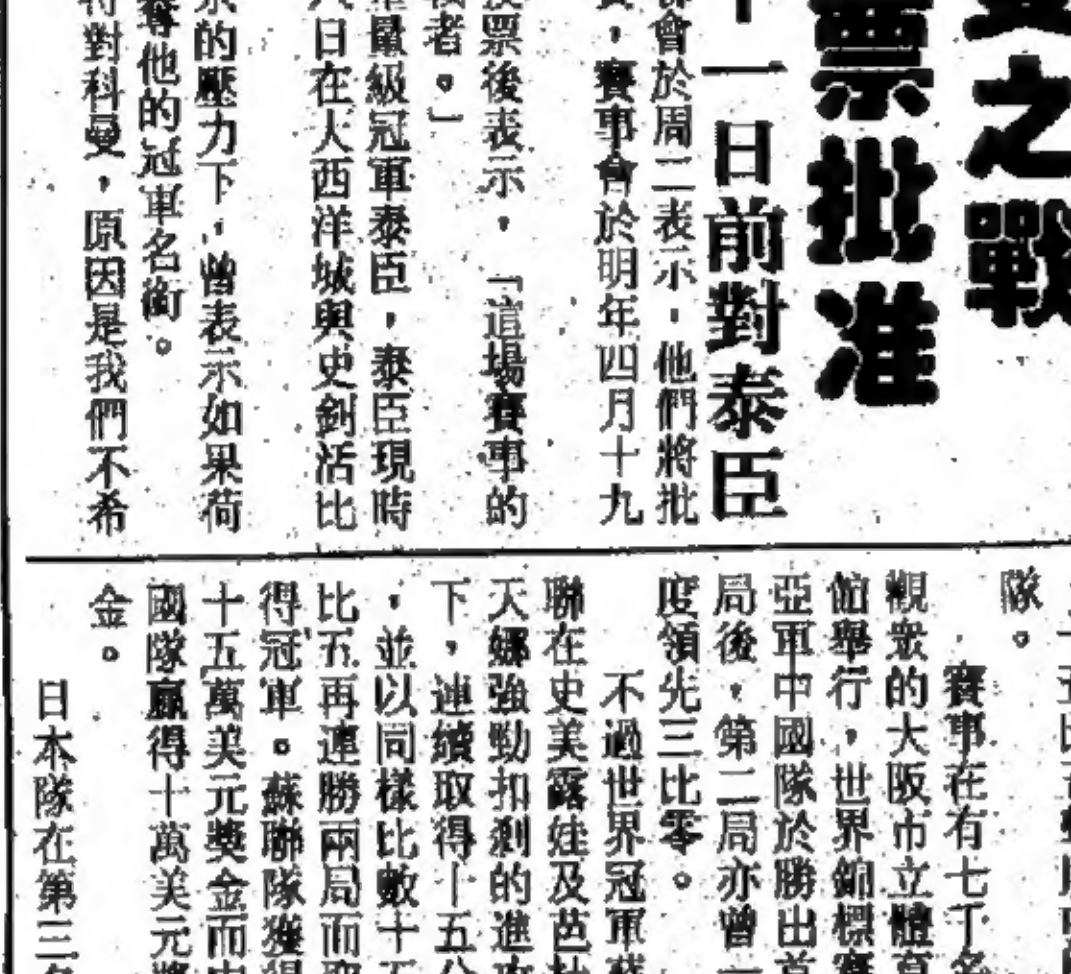 之戰
票批准
十一日前對泰臣
會於周二表示，他們將批
，賽事會於明年四月十九
投票後表示，「這場賽事的
者。」
量級冠軍泰臣，泰臣現時
日在大西洋城與史釗活比
的壓力下，曾表示如果荷
奪他的冠軍名銜。
對科曼，原因是我們不希
隊。
賽事在有七千名
觀衆的大阪市立體育
館舉行，世界錦標賽
亞軍中國隊於勝出首
局後，第二局亦曾一
度領先三比零。
不過世界冠軍蘇
聯在史美露娃及芭
天娜強勁扣剎的進攻
下，連續取得十五分
，並以同樣比數十五
比五再連勝兩局而
得冠軍。蘇聯隊獲得
十五萬美元獎金而中
國隊贏得十萬美元獎
金。
日本隊在第三名